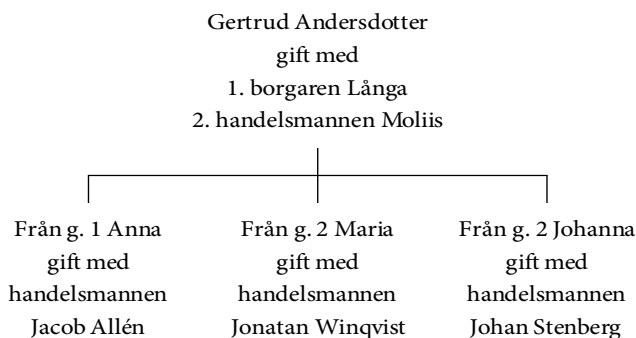 Gertrud Andersdotter
gift med
1. borgaren Långa
2. handelsmannen Moliis
Från g. 1 Anna
gift med
handelsmannen
Jacob Allén
Från g. 2 Maria
gift med
handelsmannen
Jonatan Winqvist
Från g. 2 Johanna
gift med
handelsmannen
Johan Stenberg